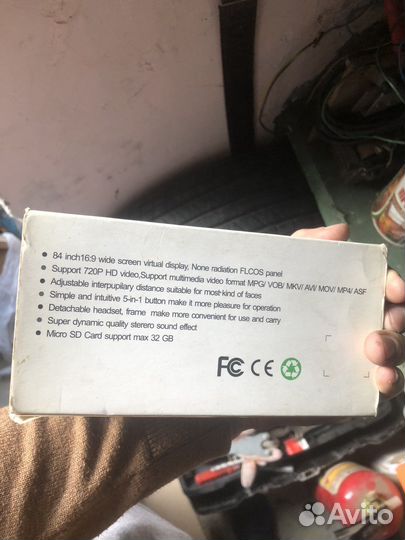 84 inch16:9 wide screen virtual display, None radiation FLCOS panel
Support 720P HD video,Support multimedia video format MPG/ VOB/ MKV/ AVI/ MOV/ MP4/ ASF
Adjustable interpupilary distance suitable for most-kind of faces
Simple and intuitive 5-in-1 button make it more pleasure for operation
Detachable headset, frame make more convenient for use and carry
Super dynamic quality sterero sound effect
Micro SD Card support max 32 GB
FC CE
Avito